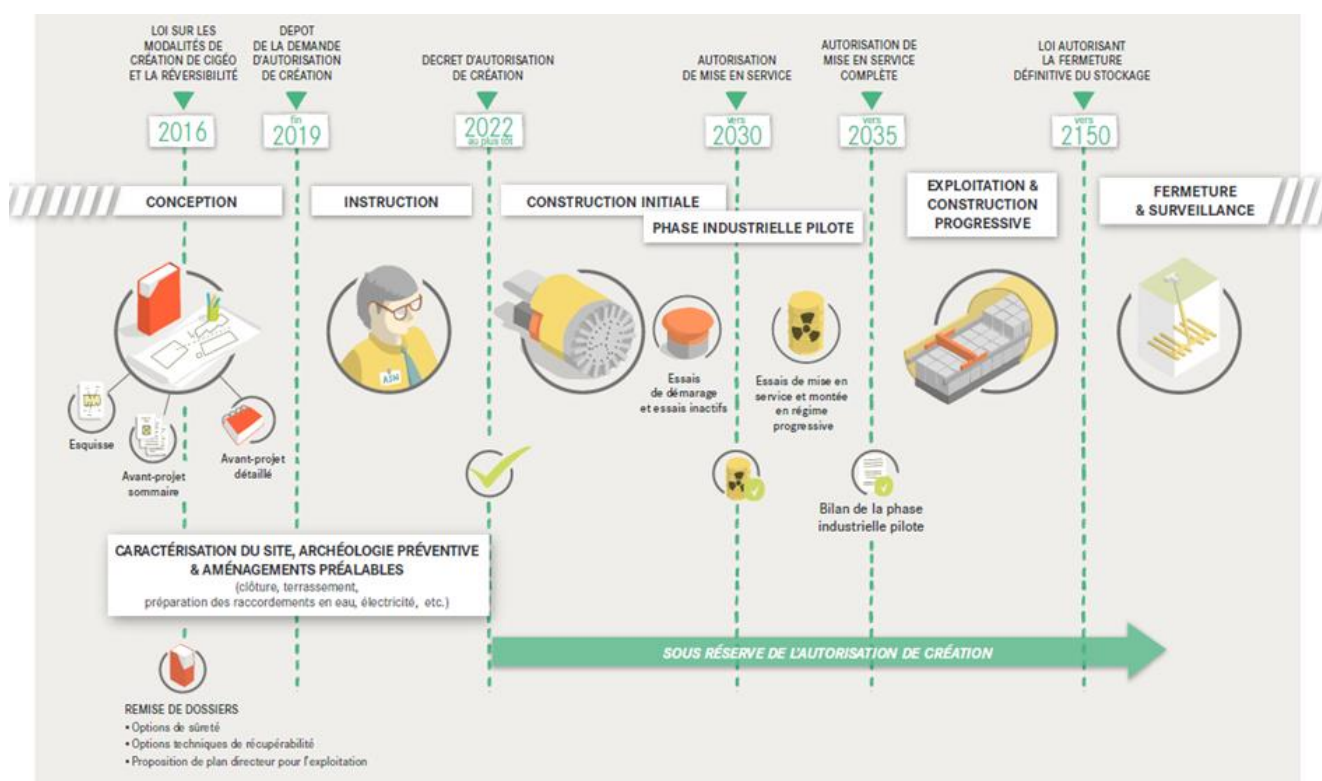 LOI SUR LES
MODALITÉS DE
CRÉATION DE CIGÉO
ET LA RÉVERSIBILITÉ
DEPOT
DE LA DEMANDE
D'AUTORISATION
DE CRÉATION
DECRET D'AUTORISATION
DE CRÉATION
AUTORISATION
DE MISE EN SERVICE
AUTORISATION DE
MISE EN SERVICE
COMPLÈTE
LOI AUTORISANT
LA FERMETURE
DÉFINITIVE DU STOCKAGE
2016
fin
2019
2022
au plus tôt
vers
2030
vers
2035
vers
2150
CONCEPTION
INSTRUCTION
CONSTRUCTION INITIALE
PHASE INDUSTRIELLE PILOTE
EXPLOITATION &
CONSTRUCTION
PROGRESSIVE
FERMETURE
& SURVEILLANCE
ASN
Esquisse
Avant-projet
sommaire
Avant-projet
détaillé
Essais
de démarage
et essais inactifs
Essais de mise en
service et montée
en régime
progressive
Bilan de la phase
industrielle pilote
CARACTÉRISATION DU SITE, ARCHÉOLOGIE PRÉVENTIVE
& AMÉNAGEMENTS PRÉALABLES
(clôture, terrassement,
préparation des raccordements en eau, électricité, etc.)
SOUS RÉSERVE DE L'AUTORISATION DE CRÉATION
REMISE DE DOSSIERS
• Options de sûreté
• Options techniques de récupérabilité
• Proposition de plan directeur pour l'exploitation